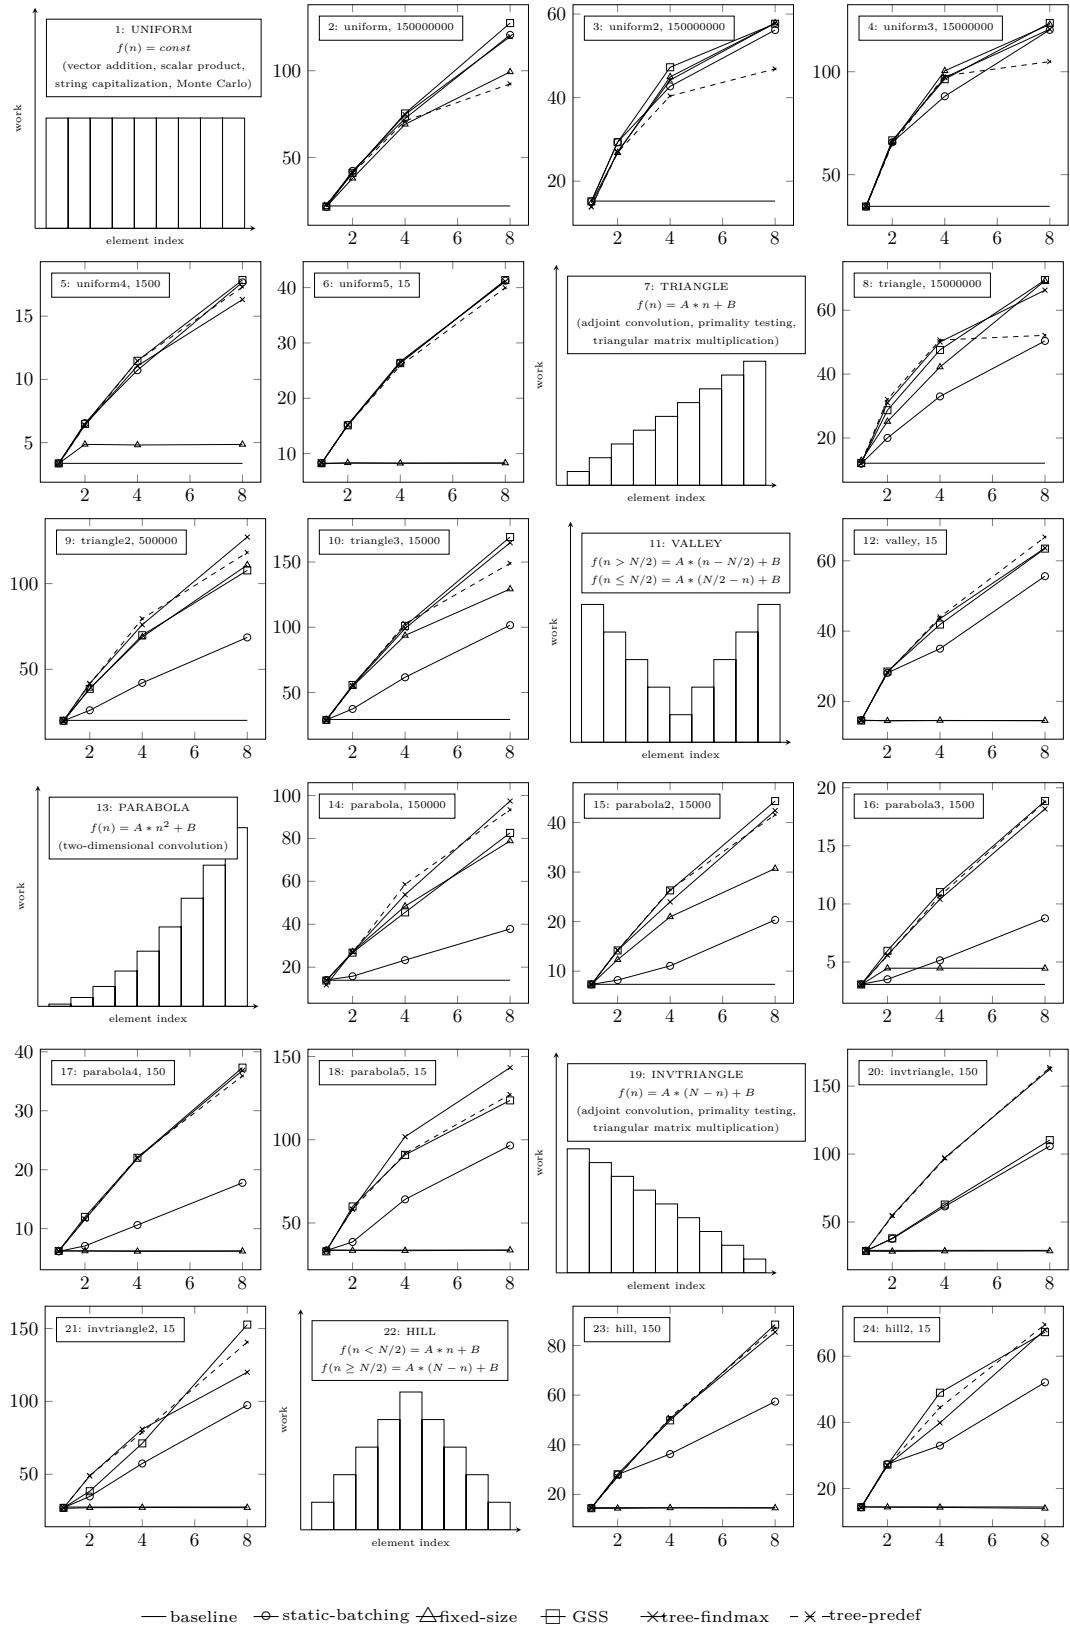 1: UNIFORM
f(n) = const
(vector addition, scalar product,
string capitalization, Monte Carlo)
work
element index
2: uniform, 150000000
100
50
2 4 6 8
3: uniform2, 15000000
60
40
20
2 4 6 8
4: uniform3, 15000000
100
50
2 4 6 8
5: uniform4, 1500
15
10
5
2 4 6 8
6: uniform5, 15
40
30
20
10
2 4 6 8
7: TRIANGLE
f(n) = A ∗ n + B
(adjoint convolution, primality testing,
triangular matrix multiplication)
work
element index
8: triangle, 15000000
60
40
20
2 4 6 8
9: triangle2, 500000
100
50
2 4 6 8
10: triangle3, 15000
150
100
50
2 4 6 8
11: VALLEY
f(n > N/2) = A ∗ (n − N/2) + B
f(n ≤ N/2) = A ∗ (N/2 − n) + B
work
element index
12: valley, 15
60
40
20
2 4 6 8
13: PARABOLA
f(n) = A ∗ n² + B
(two-dimensional convolution)
work
element index
14: parabola, 150000
100
80
60
40
20
2 4 6 8
15: parabola2, 15000
40
30
20
10
2 4 6 8
16: parabola3, 1500
20
15
10
5
2 4 6 8
17: parabola4, 150
40
30
20
10
2 4 6 8
18: parabola5, 15
150
100
50
2 4 6 8
19: INVTRIANGLE
f(n) = A ∗ (N − n) + B
(adjoint convolution, primality testing,
triangular matrix multiplication)
work
element index
20: invtriangle, 150
150
100
50
2 4 6 8
21: invtriangle2, 15
150
100
50
2 4 6 8
22: HILL
f(n < N/2) = A ∗ n + B
f(n ≥ N/2) = A ∗ (N − n) + B
work
element index
23: hill, 150
80
60
40
20
2 4 6 8
24: hill2, 15
60
40
20
2 4 6 8
baseline static-batching fixed-size GSS tree-findmax tree-predef